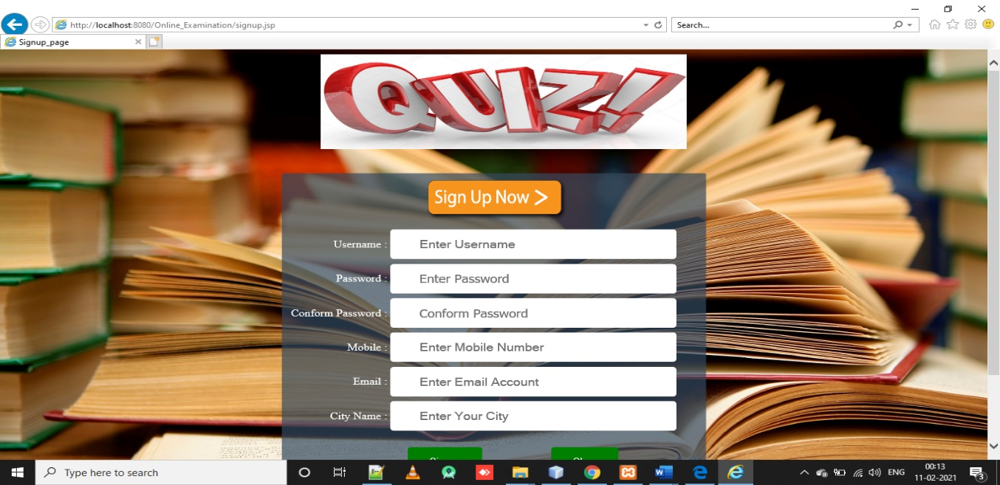 http://localhost:8080/Online_Examination/signup.jsp
Search...
Signup_page
QUIZ!
Sign Up Now >
Username :
Enter Username
Password :
Enter Password
Conform Password :
Conform Password
Mobile :
Enter Mobile Number
Email :
Enter Email Account
City Name :
Enter Your City
Type here to search
ENG
00:13
11-02-2021
3